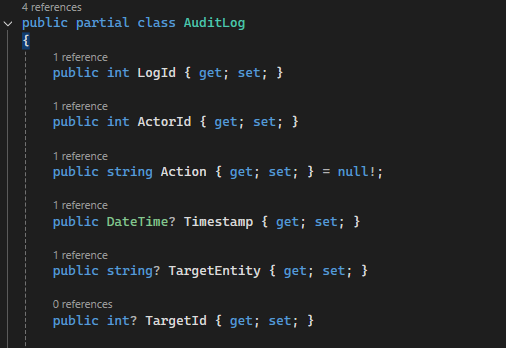 4 references
public partial class AuditLog
{
1 reference
public int LogId { get; set; }
1 reference
public int ActorId { get; set; }
1 reference
public string Action { get; set; } = null!;
1 reference
public DateTime? Timestamp { get; set; }
1 reference
public string? TargetEntity { get; set; }
0 references
public int? TargetId { get; set; }